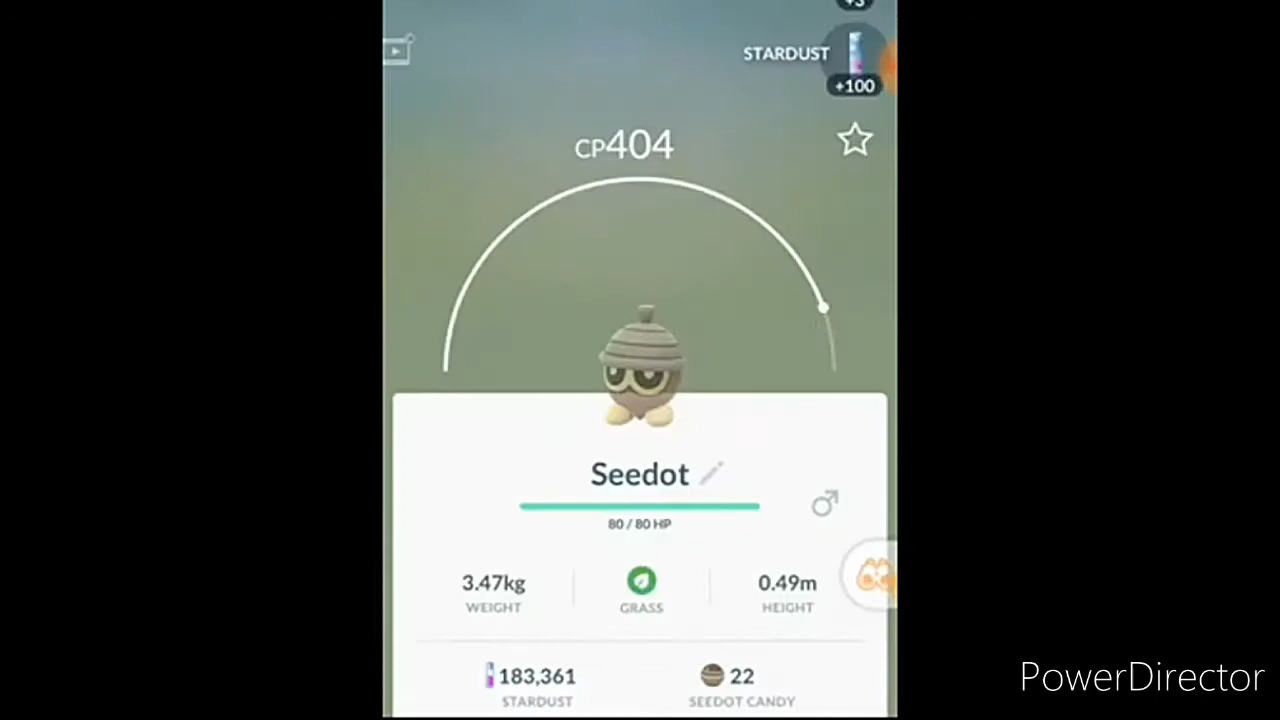 +3
STARDUST
+100
CP404
Seedot
80 / 80 HP
3.47kg
WEIGHT
GRASS
0.49m
HEIGHT
183,361
STARDUST
22
SEEDOT CANDY
PowerDirector